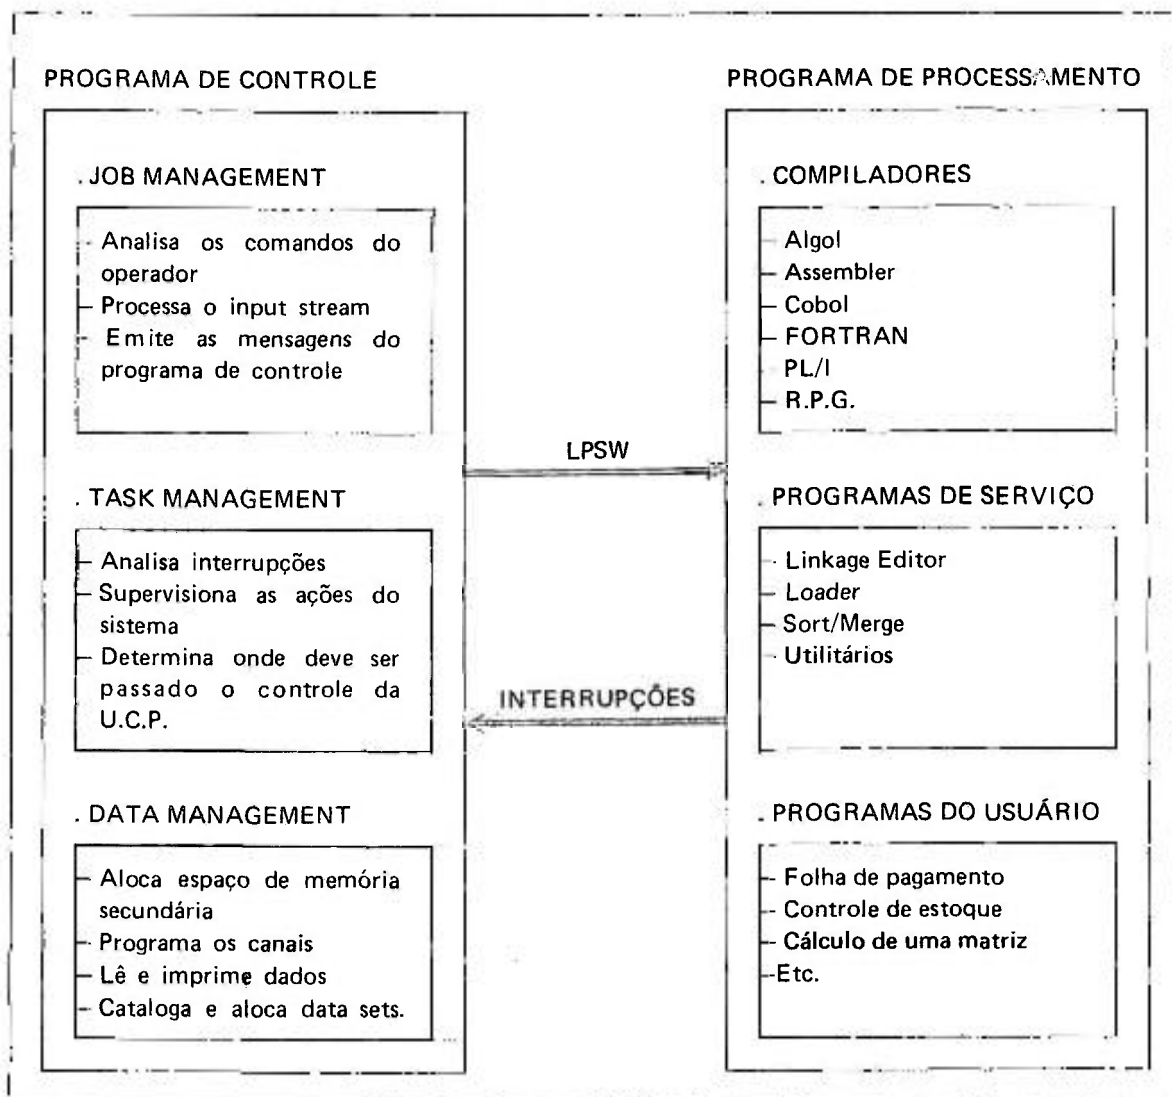 PROGRAMA DE CONTROLE
. JOB MANAGEMENT
- Analisa os comandos do
operador
- Processa o input stream
- Emite as mensagens do
programa de controle
. TASK MANAGEMENT
- Analisa interrupções
- Supervisiona as ações do
sistema
- Determina onde deve ser
passado o controle da
U.C.P.
. DATA MANAGEMENT
- Aloca espaço de memória
secundária
- Programa os canais
- Lê e imprime dados
- Cataloga e aloca data sets.
LPSW
INTERRUPÇÕES
PROGRAMA DE PROCESSAMENTO
. COMPILADORES
- Algol
- Assembler
- Cobol
- FORTRAN
- PL/I
- R.P.G.
. PROGRAMAS DE SERVIÇO
- Linkage Editor
- Loader
- Sort/Merge
- Utilitários
. PROGRAMAS DO USUÁRIO
- Folha de pagamento
- Controle de estoque
- Cálculo de uma matriz
- Etc.